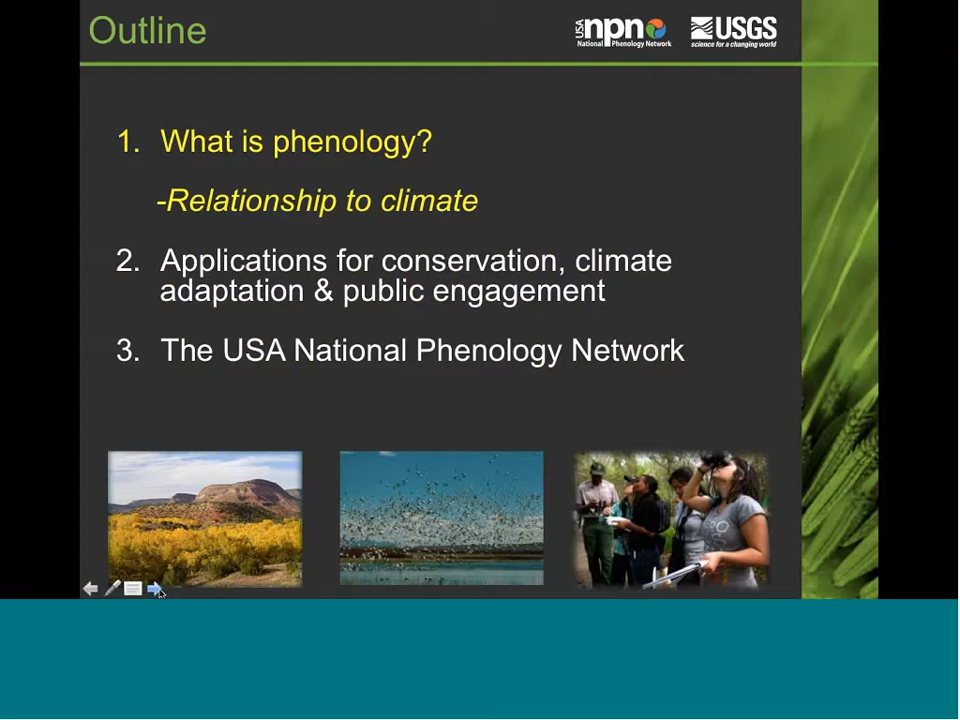 Outline
USA npn
National Phenology Network
USGS
science for a changing world
1. What is phenology?
-Relationship to climate
2. Applications for conservation, climate
adaptation & public engagement
3. The USA National Phenology Network